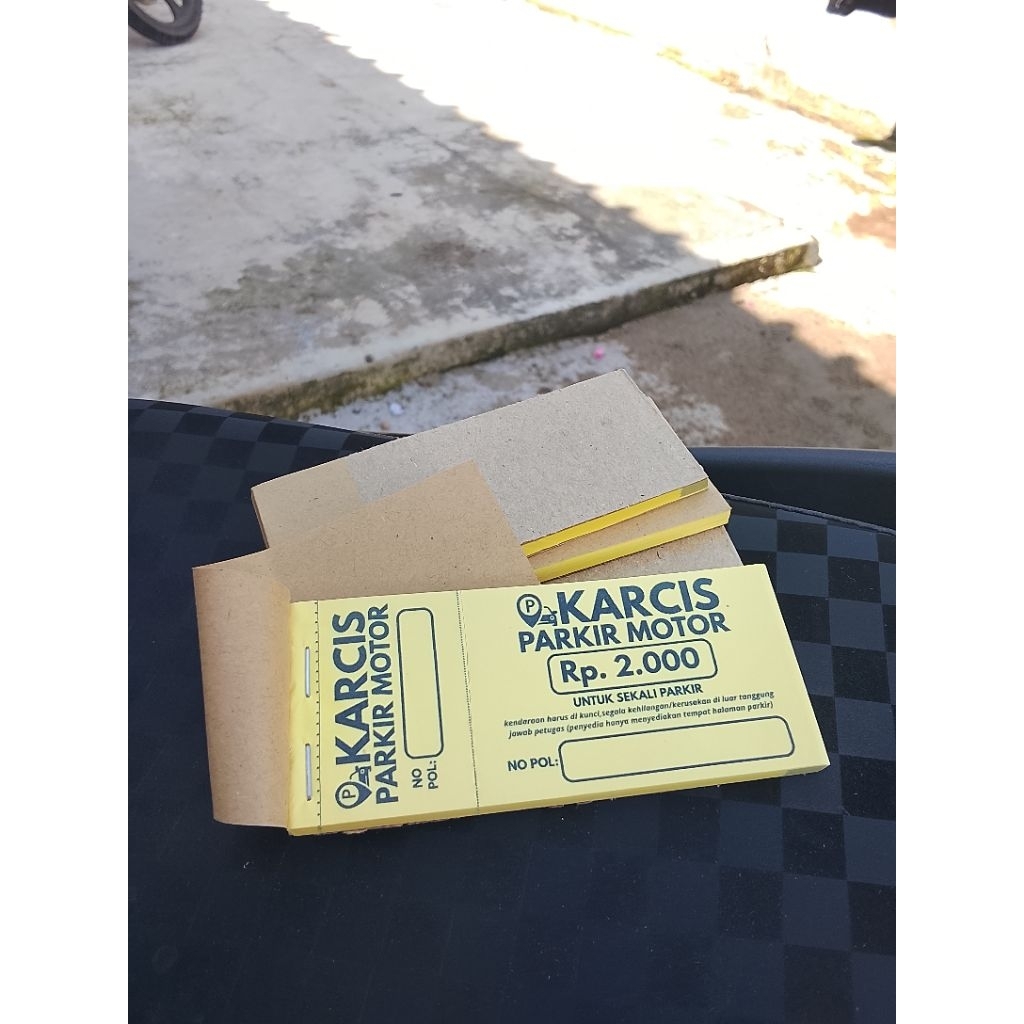 KARCIS
PARKIR MOTOR
NO
POL:
P
KARCIS
PARKIR MOTOR
Rp. 2.000
UNTUK SEKALI PARKIR
kendaraan harus di kunci,segala kehilangan/kerusakan di luar tanggung
jawab petugas (penyedia hanya menyediakan tempat halaman parkir)
NO POL:
P